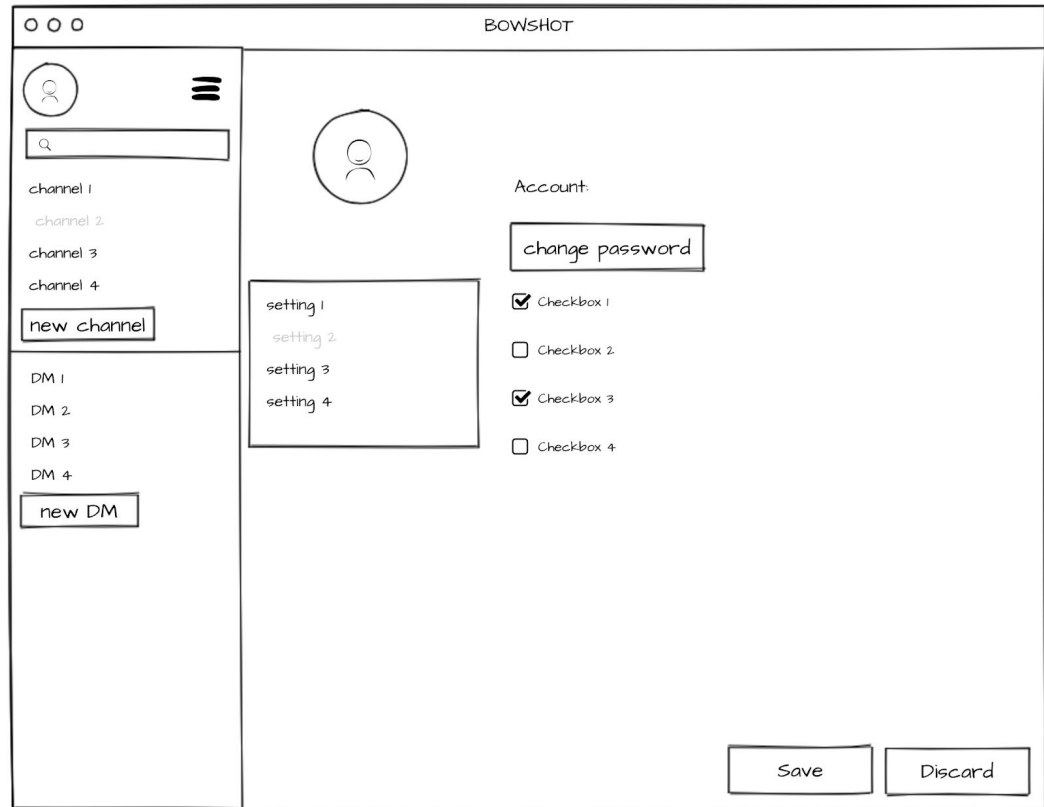 BOWSHOT
channel 1
channel 2
channel 3
channel 4
new channel
DM 1
DM 2
DM 3
DM 4
new DM
setting 1
setting 2
setting 3
setting 4
Account:
change password
Checkbox 1
Checkbox 2
Checkbox 3
Checkbox 4
Save
Discard